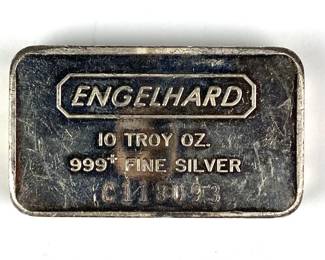 ENGELHARD
10 TROY OZ.
999+ FINE SILVER